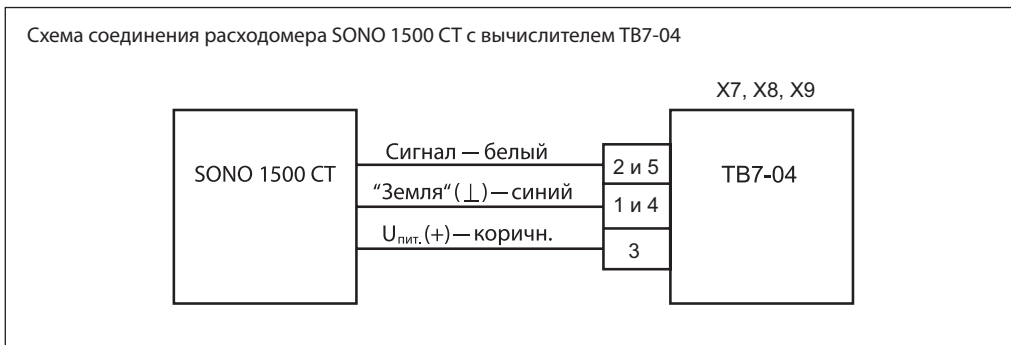 Схема соединения расходомера SONO 1500 CT с вычислителем ТВ7-04
X7, X8, X9
SONO 1500 CT
Сигнал — белый
2 и 5
ТВ7-04
"Земля" (⊥) — синий
1 и 4
Uпит. (+) — коричн.
3